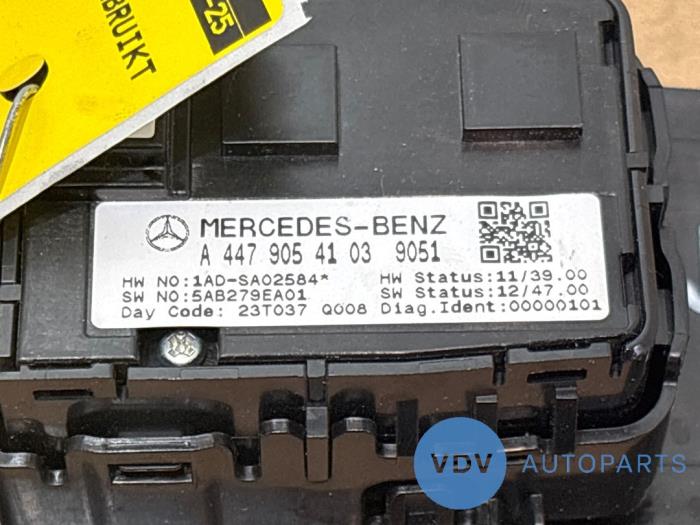 -25
BRUIKT
MERCEDES-BENZ
A 447 905 41 03 9051
HW NO:1AD-SA02584* HW Status:11/39.00
SW NO:5AB279EA01 SW Status:12/47.00
Day Code: 23T037 Q008 Diag.Ident:00000101
VDV AUTOPARTS